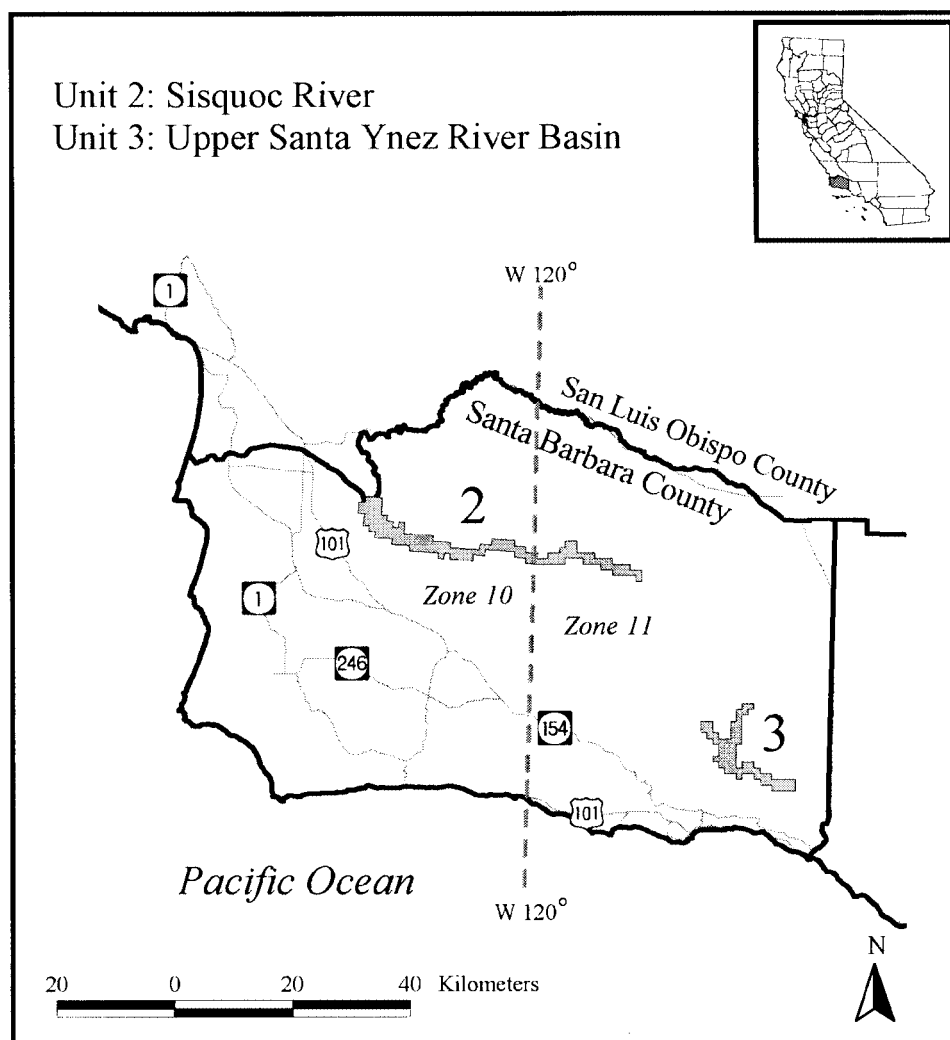 Unit 2: Sisquoc River
Unit 3: Upper Santa Ynez River Basin
W 120°
1
San Luis Obispo County
Santa Barbara County
2
101
Zone 10
1
Zone 11
246
154
3
101
Pacific Ocean
W 120°
N
20 0 20 40 Kilometers